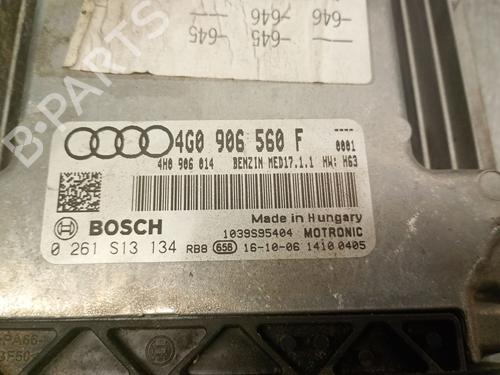 -646 -646
-645 -645
B-Parts
4G0 906 560 F
0001
4H0 906 014 BENZIN MED17.1.1 HW: H63
BOSCH
Made in Hungary
1039S95404 MOTRONIC
0 261 S13 134 RB8 656 16-10-06 1410 0405
PA66-